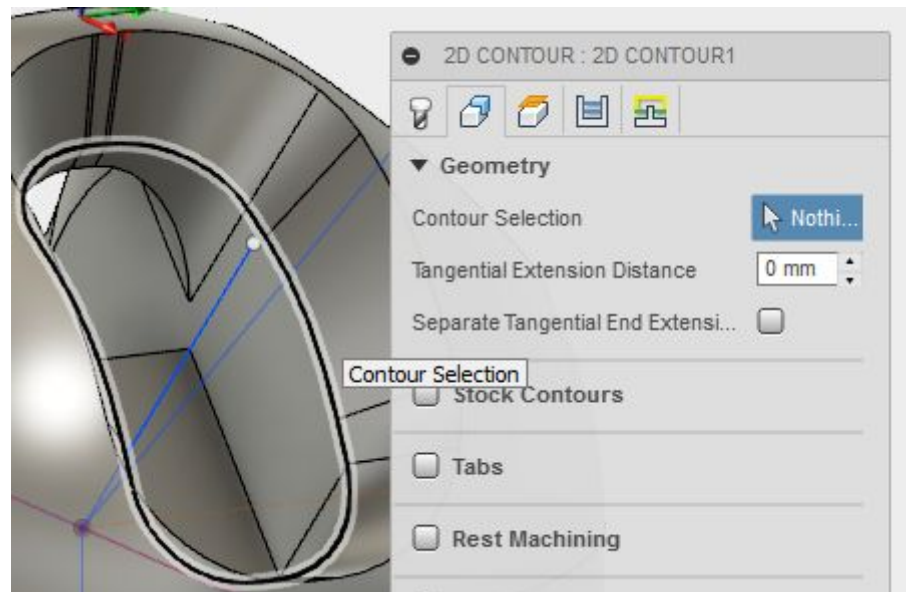 2D CONTOUR : 2D CONTOUR1
Geometry
Contour Selection Nothi...
Tangential Extension Distance 0 mm
Separate Tangential End Extensi...
Contour Selection
Stock Contours
Tabs
Rest Machining